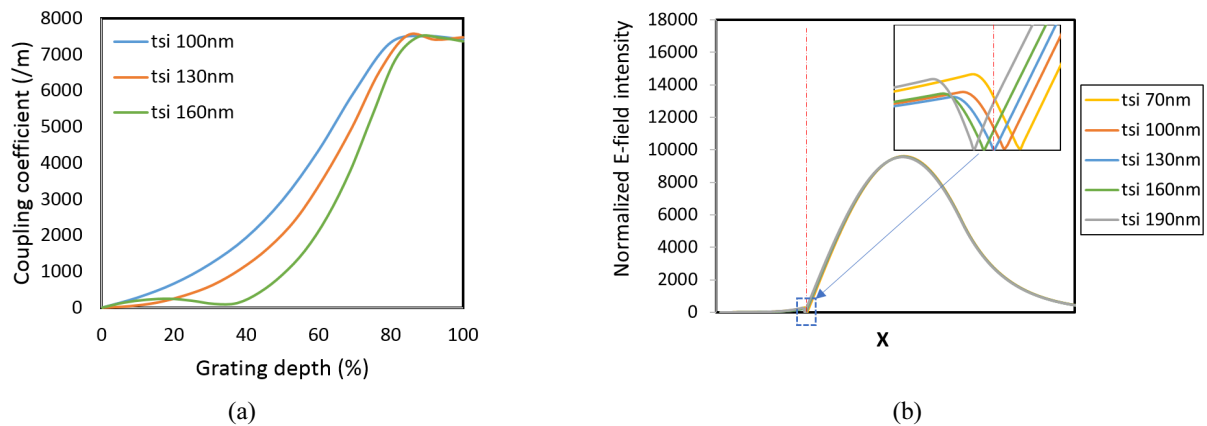 8000
7000
6000
5000
4000
3000
2000
1000
0
Coupling coefficient (/m)
tsi 100nm
tsi 130nm
tsi 160nm
0 20 40 60 80 100
Grating depth (%)
(a)
18000
16000
14000
12000
10000
8000
6000
4000
2000
0
Normalized E-field intensity
X
tsi 70nm
tsi 100nm
tsi 130nm
tsi 160nm
tsi 190nm
(b)